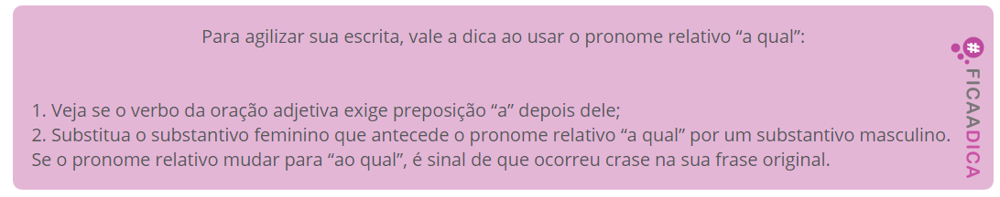 Para agilizar sua escrita, vale a dica ao usar o pronome relativo “a qual”:
1. Veja se o verbo da oração adjetiva exige preposição “a” depois dele;
2. Substitua o substantivo feminino que antecede o pronome relativo “a qual” por um substantivo masculino.
Se o pronome relativo mudar para “ao qual”, é sinal de que ocorreu crase na sua frase original.
# FICAADICA